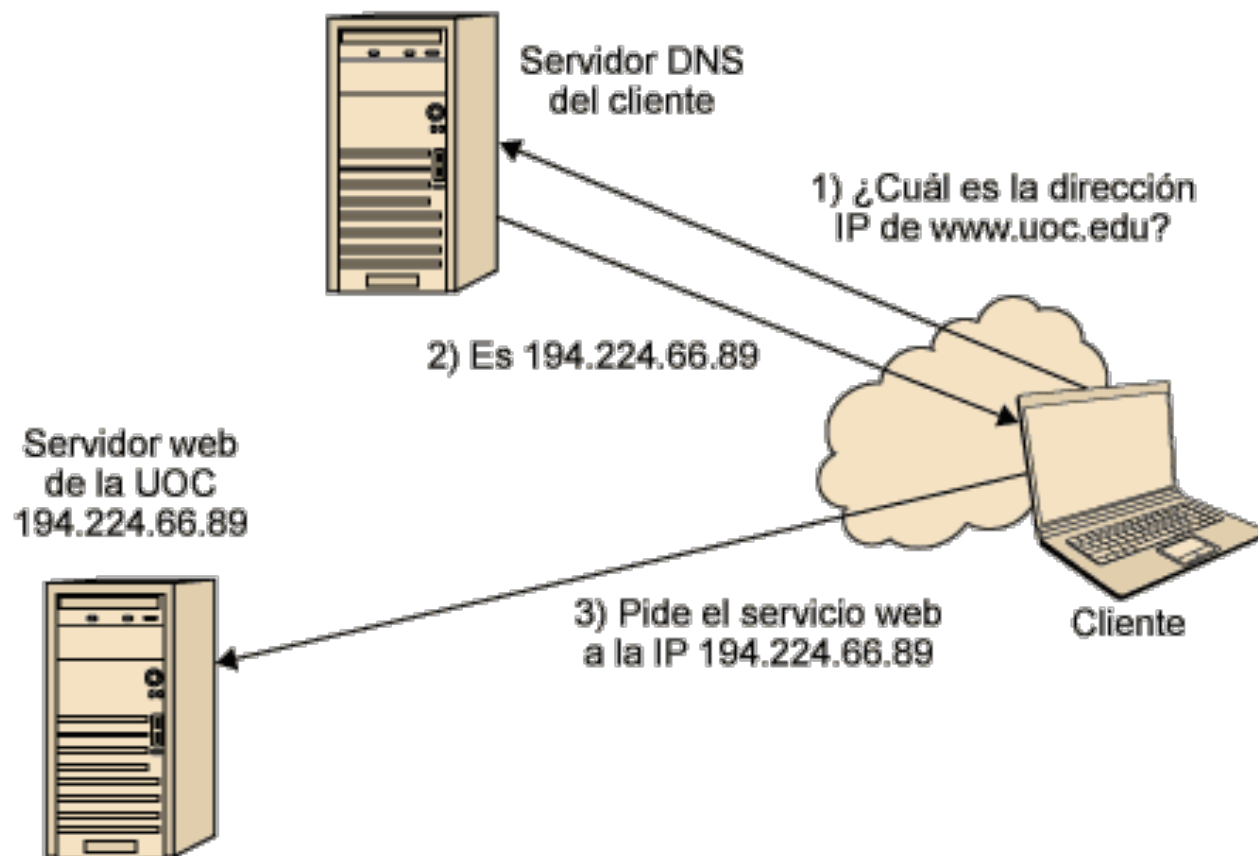 Servidor DNS
del cliente
1) ¿Cuál es la dirección
IP de www.uoc.edu?
2) Es 194.224.66.89
Servidor web
de la UOC
194.224.66.89
3) Pide el servicio web
a la IP 194.224.66.89
Cliente